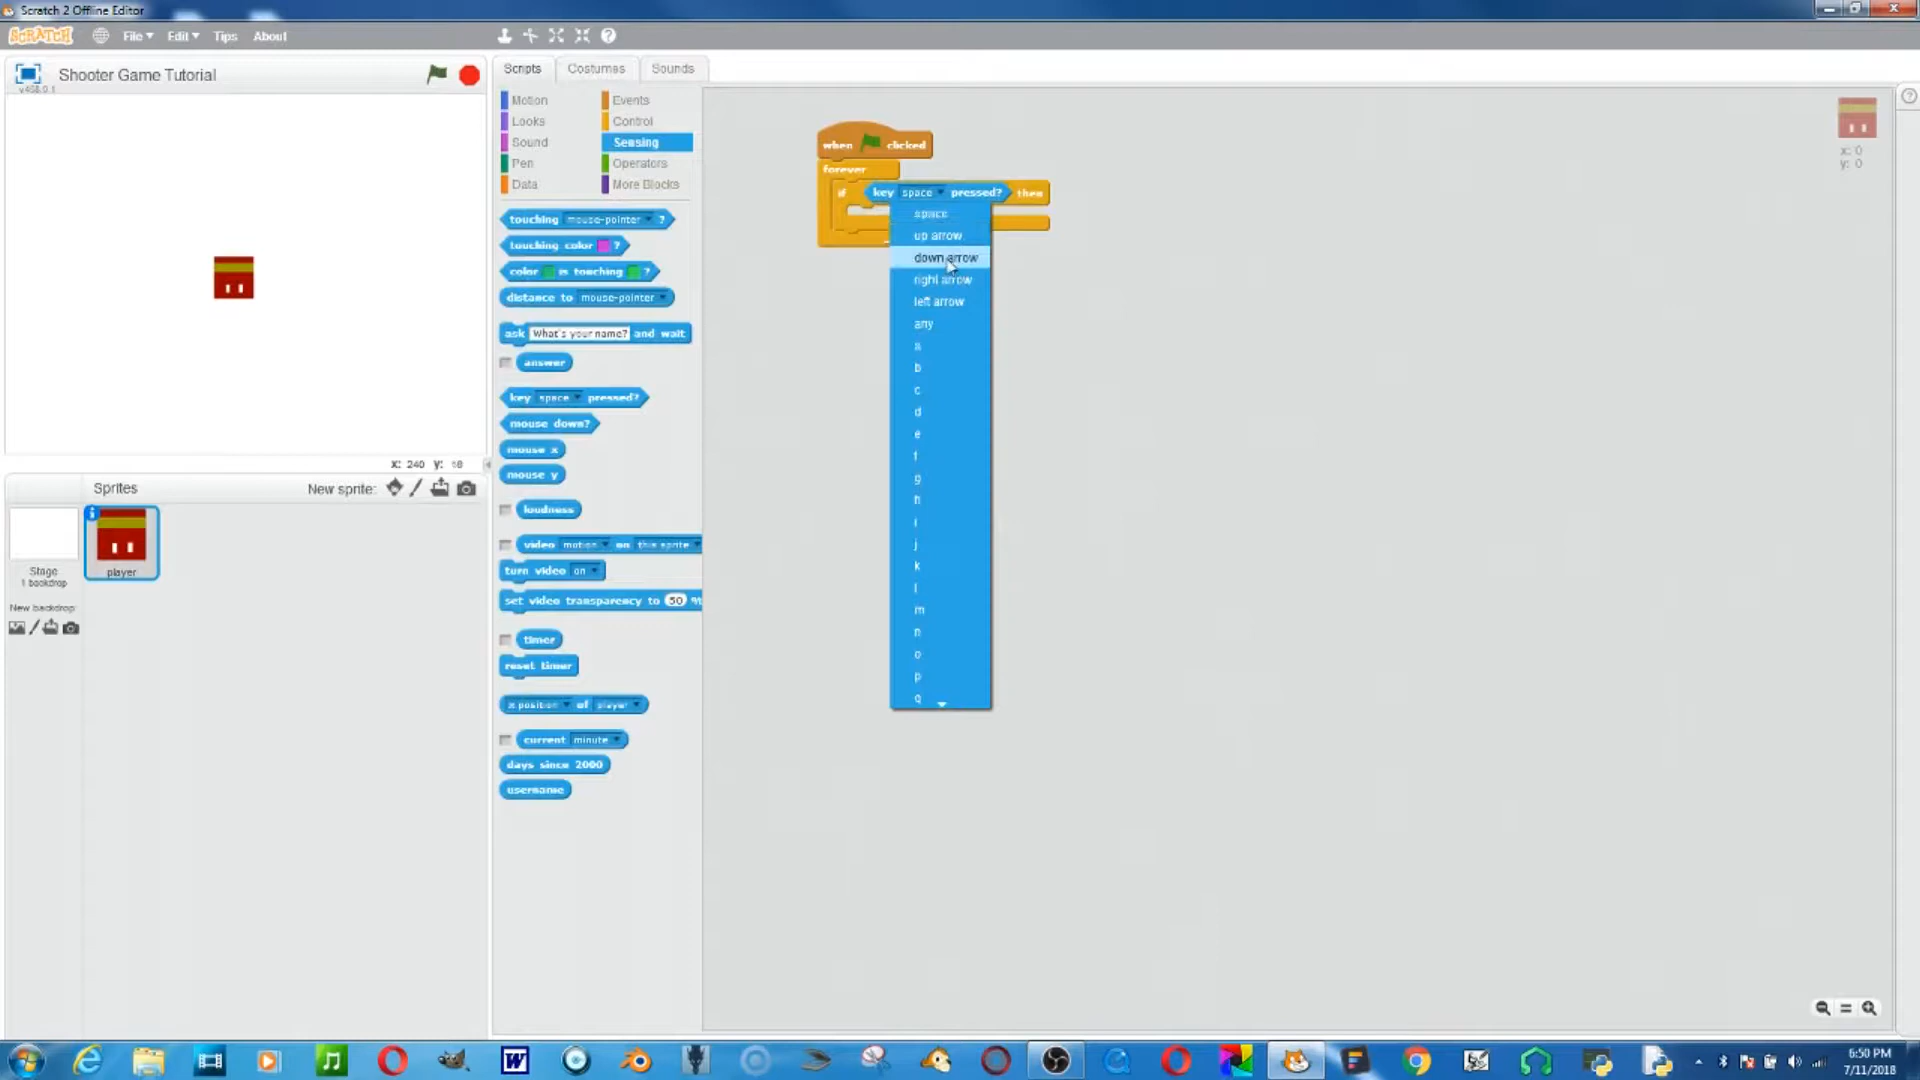 Scratch 2 Offline Editor
SCRATCH File Edit Tips About
Shooter Game Tutorial
v458.0.1
Scripts Costumes Sounds
Motion Events
Looks Control
Sound Sensing
Pen Operators
Data More Blocks
touching mouse-pointer ?
touching color ?
color is touching ?
distance to mouse-pointer
ask What's your name? and wait
answer
key space pressed?
mouse down?
mouse x
mouse y
loudness
video motion on this sprite
turn video on
set video transparency to 50 %
timer
reset timer
x position of player
current minute
days since 2000
username
when clicked
forever
if key space pressed? then
space
up arrow
down arrow
right arrow
left arrow
any
a
b
c
d
e
f
g
h
i
j
k
l
m
n
o
p
q
x: 0
y: 0
x: 240 y: 18
Sprites New sprite:
Stage
1 backdrop
New backdrop:
player
6:50 PM
7/11/2018